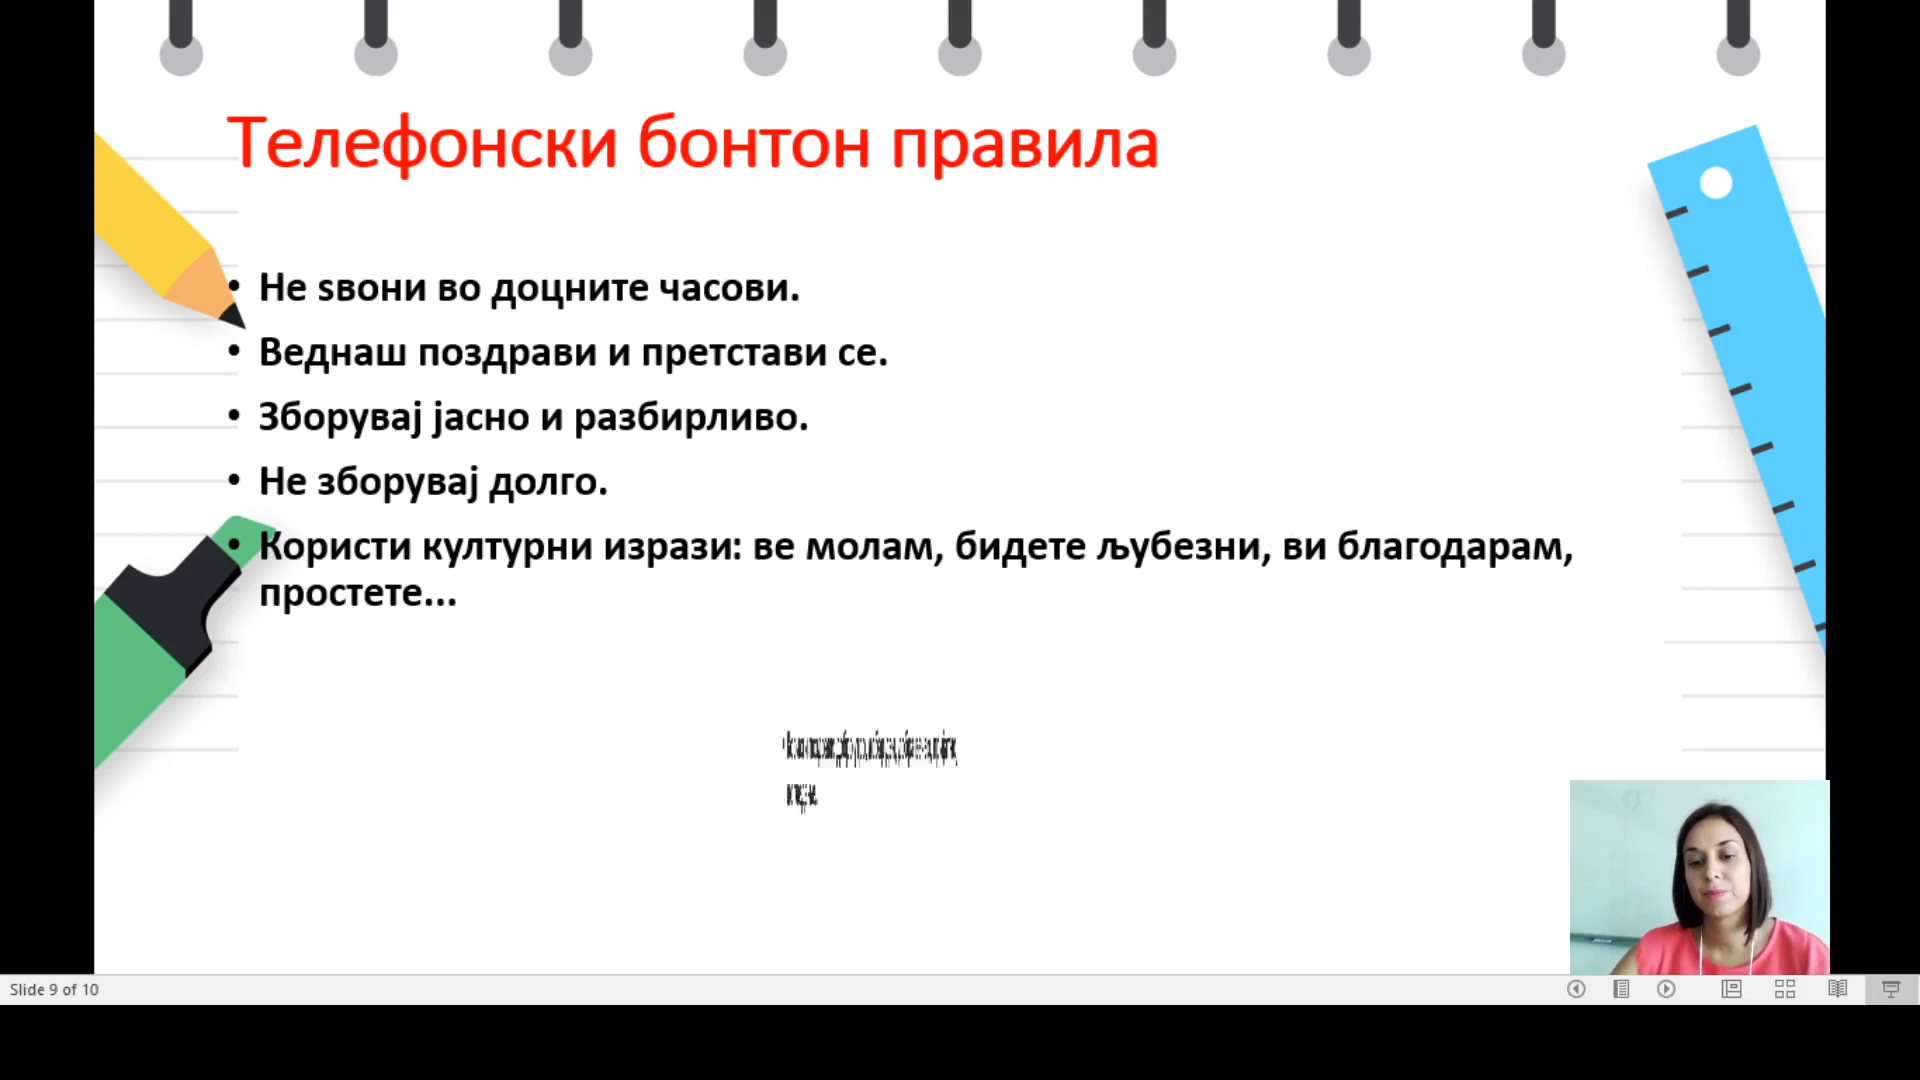 Телефонски бонтон правила
• Не ѕвони во доцните часови.
• Веднаш поздрави и претстави се.
• Зборувај јасно и разбирливо.
• Не зборувај долго.
• Користи културни изрази: ве молам, бидете љубезни, ви благодарам,
простете...
Slide 9 of 10